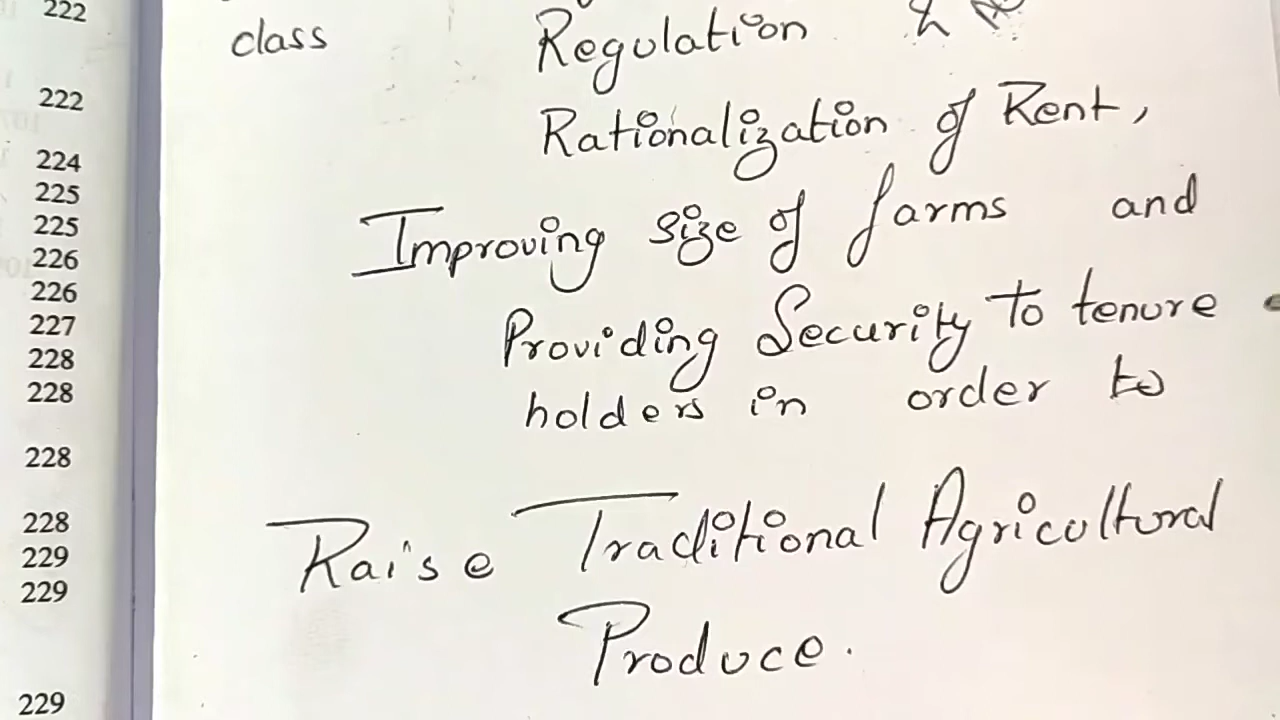 222
222
224
225
225
226
226
227
228
228
228
228
229
229
229
class Regulation &
Rationalization of Rent,
Improving size of farms and
Providing Security to tenure
holders in order to
Raise Traditional Agricultural
Produce.